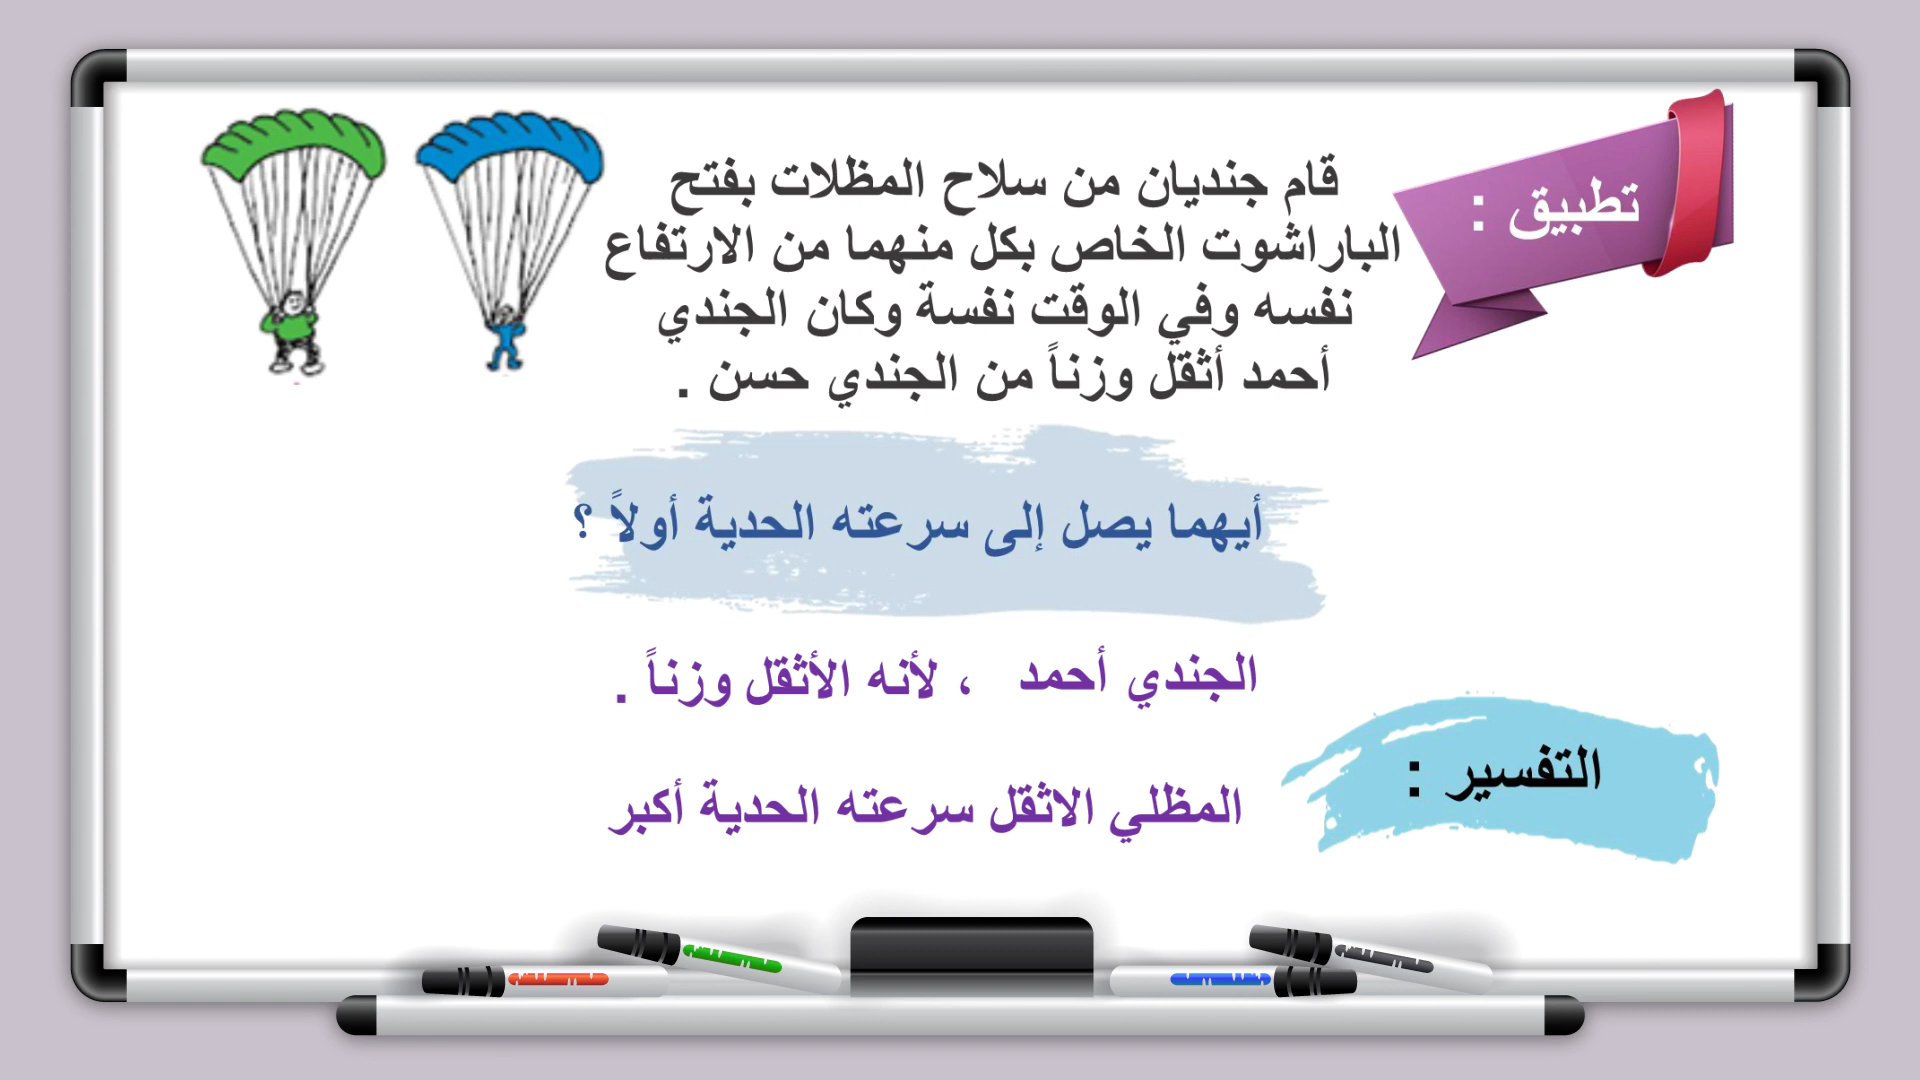 تطبيق :
قام جنديان من سلاح المظلات بفتح
الباراشوت الخاص بكل منهما من الارتفاع
نفسه وفي الوقت نفسة وكان الجندي
أحمد أثقل وزناً من الجندي حسن .
أيهما يصل إلى سرعته الحدية أولاً ؟
الجندي أحمد ، لأنه الأثقل وزناً .
التفسير :
المظلي الاثقل سرعته الحدية أكبر